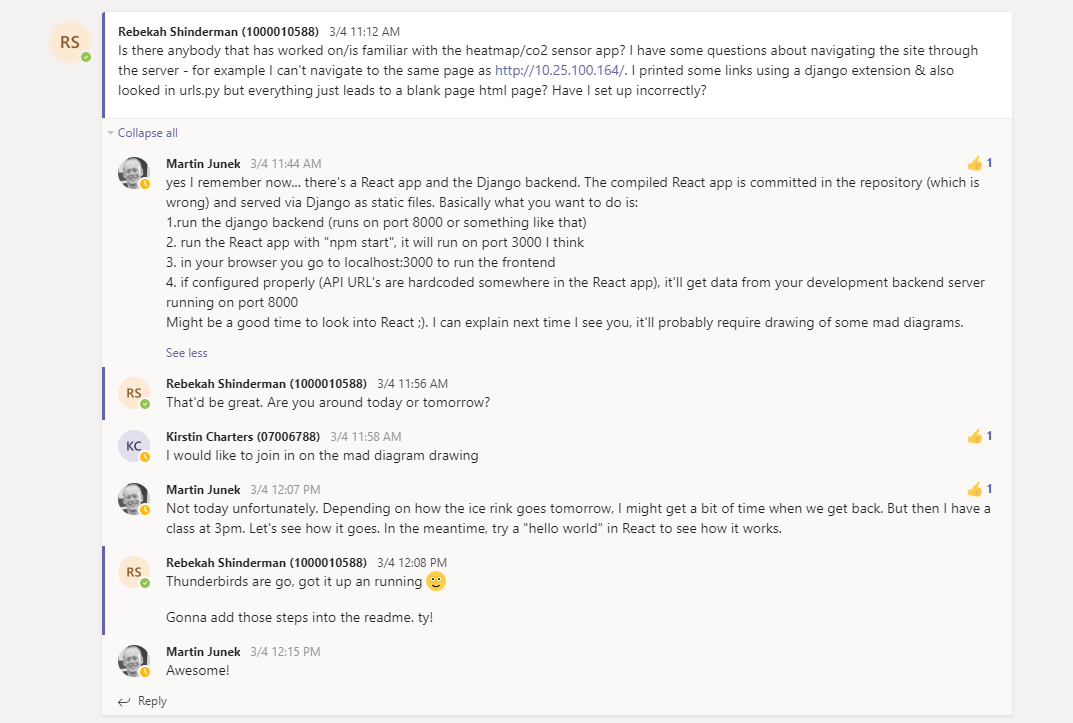 RS
Rebekah Shinderman (1000010588) 3/4 11:12 AM
Is there anybody that has worked on/is familiar with the heatmap/co2 sensor app? I have some questions about navigating the site through
the server - for example I can't navigate to the same page as http://10.25.100.164/. I printed some links using a django extension & also
looked in urls.py but everything just leads to a blank page html page? Have I set up incorrectly?
Collapse all
Martin Junek 3/4 11:44 AM 1
yes I remember now... there's a React app and the Django backend. The compiled React app is committed in the repository (which is
wrong) and served via Django as static files. Basically what you want to do is:
1.run the django backend (runs on port 8000 or something like that)
2. run the React app with "npm start", it will run on port 3000 I think
3. in your browser you go to localhost:3000 to run the frontend
4. if configured properly (API URL's are hardcoded somewhere in the React app), it'll get data from your development backend server
running on port 8000
Might be a good time to look into React ;). I can explain next time I see you, it'll probably require drawing of some mad diagrams.
See less
RS
Rebekah Shinderman (1000010588) 3/4 11:56 AM
That'd be great. Are you around today or tomorrow?
KC
Kirstin Charters (07006788) 3/4 11:58 AM 1
I would like to join in on the mad diagram drawing
Martin Junek 3/4 12:07 PM 1
Not today unfortunately. Depending on how the ice rink goes tomorrow, I might get a bit of time when we get back. But then I have a
class at 3pm. Let's see how it goes. In the meantime, try a "hello world" in React to see how it works.
RS
Rebekah Shinderman (1000010588) 3/4 12:08 PM
Thunderbirds are go, got it up an running 🙂
Gonna add those steps into the readme. ty!
Martin Junek 3/4 12:15 PM
Awesome!
Reply